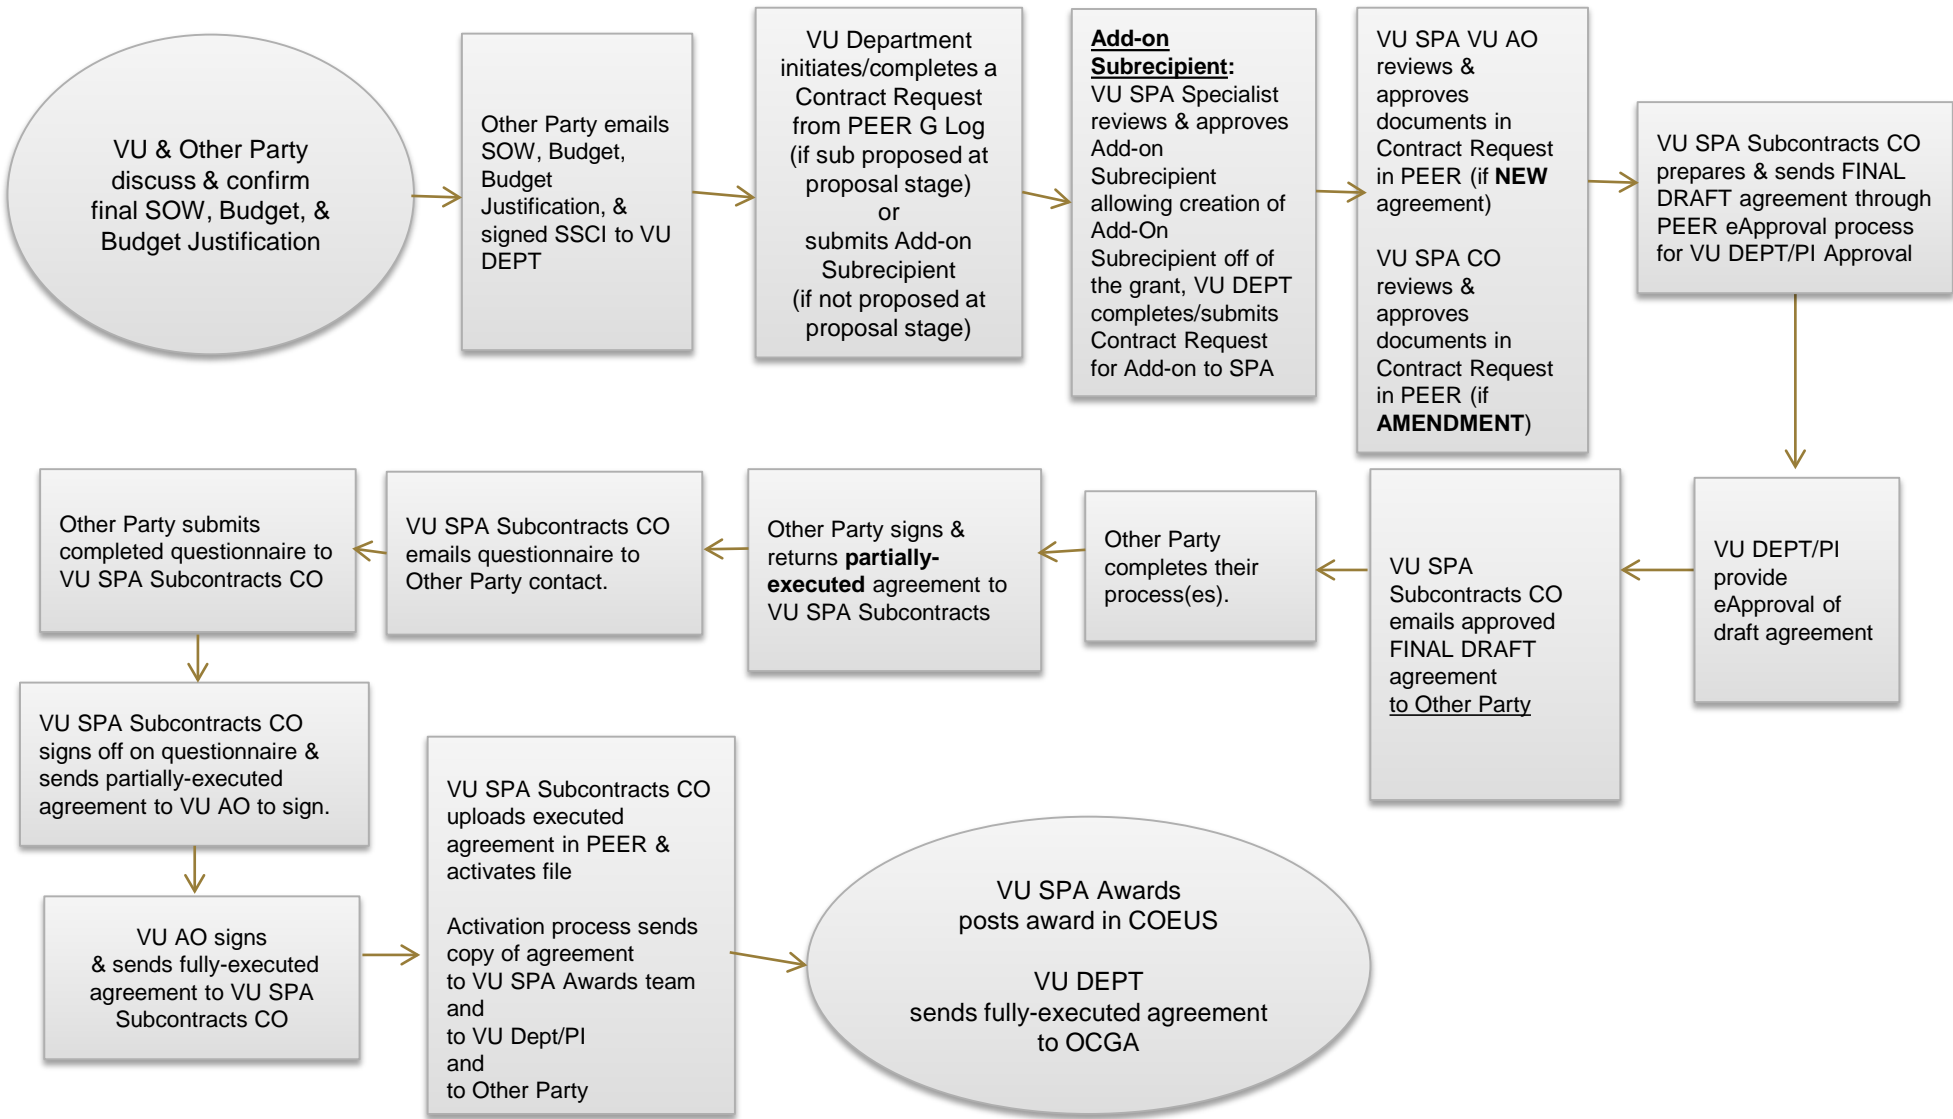 VU & Other Party
discuss & confirm
final SOW, Budget, &
Budget Justification
Other Party emails
SOW, Budget,
Budget
Justification, &
signed SSCI to VU
DEPT
VU Department
initiates/completes a
Contract Request
from PEER G Log
(if sub proposed at
proposal stage)
or
submits Add-on
Subrecipient
(if not proposed at
proposal stage)
Add-on
Subrecipient:
VU SPA Specialist
reviews & approves
Add-on
Subrecipient
allowing creation of
Add-On
Subrecipient off of
the grant, VU DEPT
completes/submits
Contract Request
for Add-on to SPA
VU SPA VU AO
reviews &
approves
documents in
Contract Request
in PEER (if NEW
agreement)
VU SPA CO
reviews &
approves
documents in
Contract Request
in PEER (if
AMENDMENT)
VU SPA Subcontracts CO
prepares & sends FINAL
DRAFT agreement through
PEER eApproval process
for VU DEPT/PI Approval
VU DEPT/PI
provide
eApproval of
draft agreement
VU SPA
Subcontracts CO
emails approved
FINAL DRAFT
agreement
to Other Party
Other Party
completes their
process(es).
Other Party signs &
returns partially-
executed agreement to
VU SPA Subcontracts
VU SPA Subcontracts CO
emails questionnaire to
Other Party contact.
Other Party submits
completed questionnaire to
VU SPA Subcontracts CO
VU SPA Subcontracts CO
signs off on questionnaire &
sends partially-executed
agreement to VU AO to sign.
VU AO signs
& sends fully-executed
agreement to VU SPA
Subcontracts CO
VU SPA Subcontracts CO
uploads executed
agreement in PEER &
activates file
Activation process sends
copy of agreement
to VU SPA Awards team
and
to VU Dept/PI
and
to Other Party
VU SPA Awards
posts award in COEUS
VU DEPT
sends fully-executed agreement
to OCGA